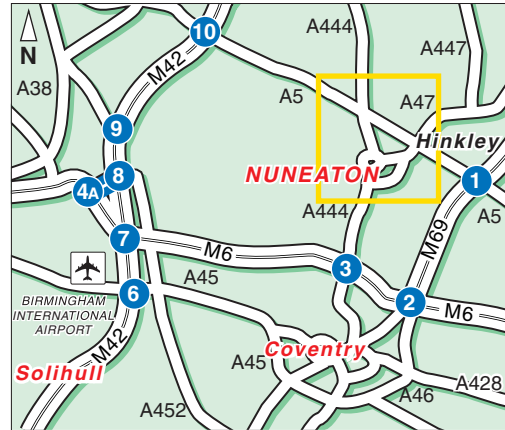 N
10
A444
A447
M42
A38
A5
A47
9
Hinkley
8
4A
NUNEATON
1
A444
A5
7
M69
M6
3
A45
BIRMINGHAM
INTERNATIONAL
AIRPORT
6
2
M6
M42
Coventry
Solihull
A45
A428
A46
A452